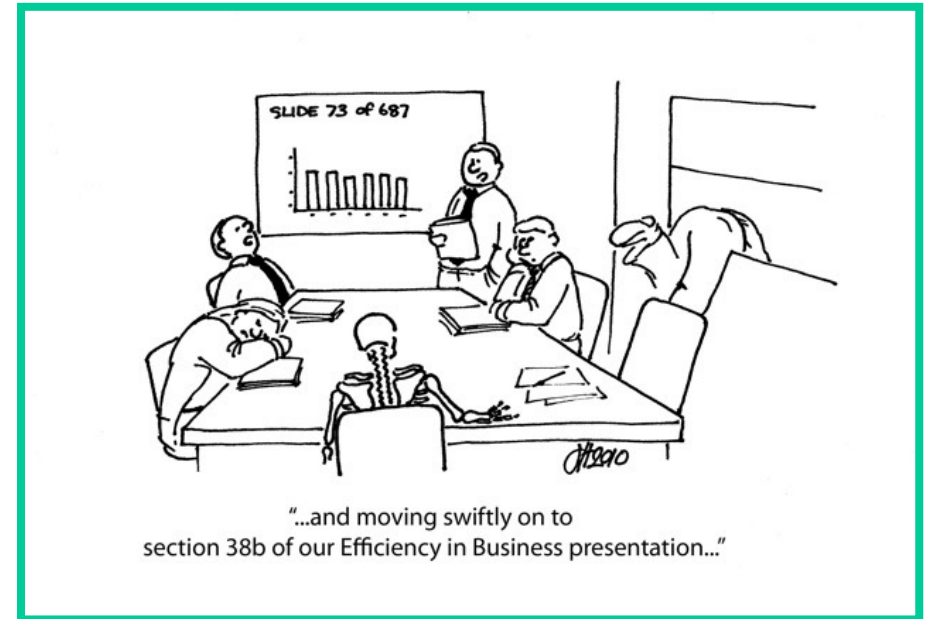 SLIDE 73 of 687
"...and moving swiftly on to
section 38b of our Efficiency in Business presentation..."